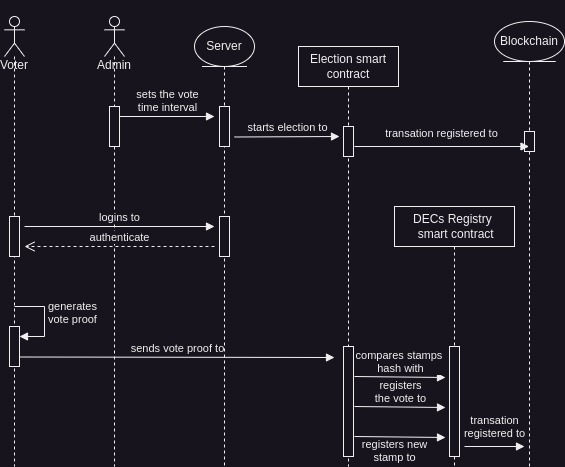 Voter
Admin
Server
Election smart
contract
Blockchain
sets the vote
time interval
starts election to
transation registered to
logins to
authenticate
DECs Registry
smart contract
generates
vote proof
sends vote proof to
compares stamps
hash with
registers
the vote to
registers new
stamp to
transation
registered to